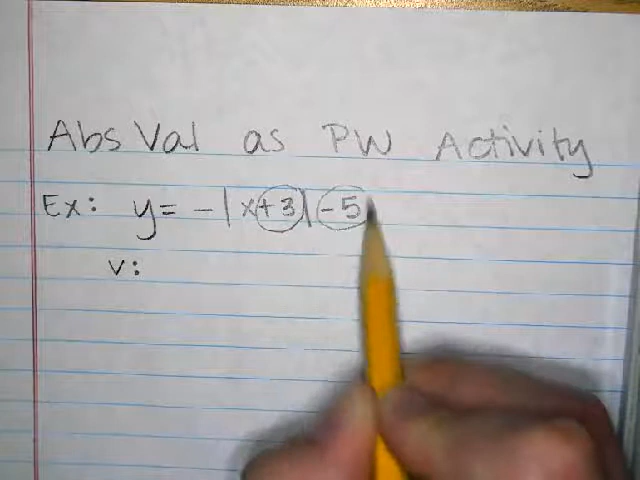 Abs Val as PW Activity
Ex: y = -|x+3|-5
v: